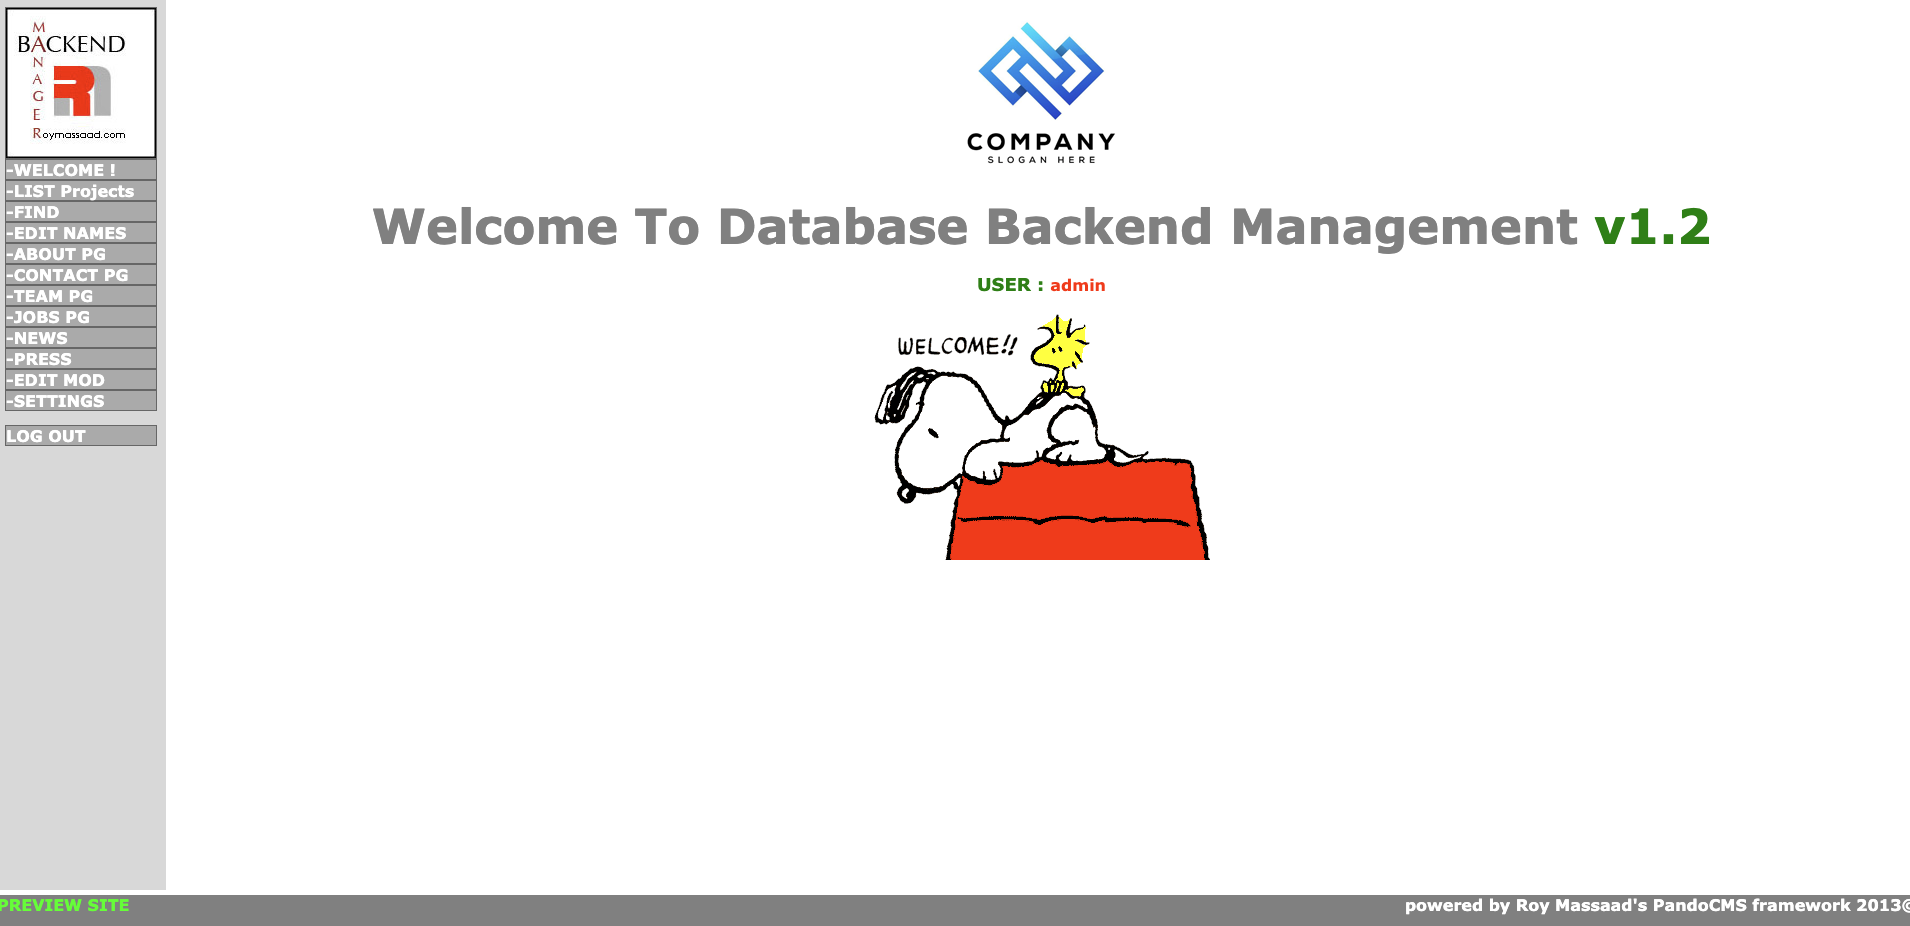 BACKEND
MANAGER
Roymassaad.com
-WELCOME !
-LIST Projects
-FIND
-EDIT NAMES
-ABOUT PG
-CONTACT PG
-TEAM PG
-JOBS PG
-NEWS
-PRESS
-EDIT MOD
-SETTINGS
LOG OUT
COMPANY
SLOGAN HERE
Welcome To Database Backend Management v1.2
USER : admin
WELCOME!!
PREVIEW SITE
powered by Roy Massaad's PandoCMS framework 2013©